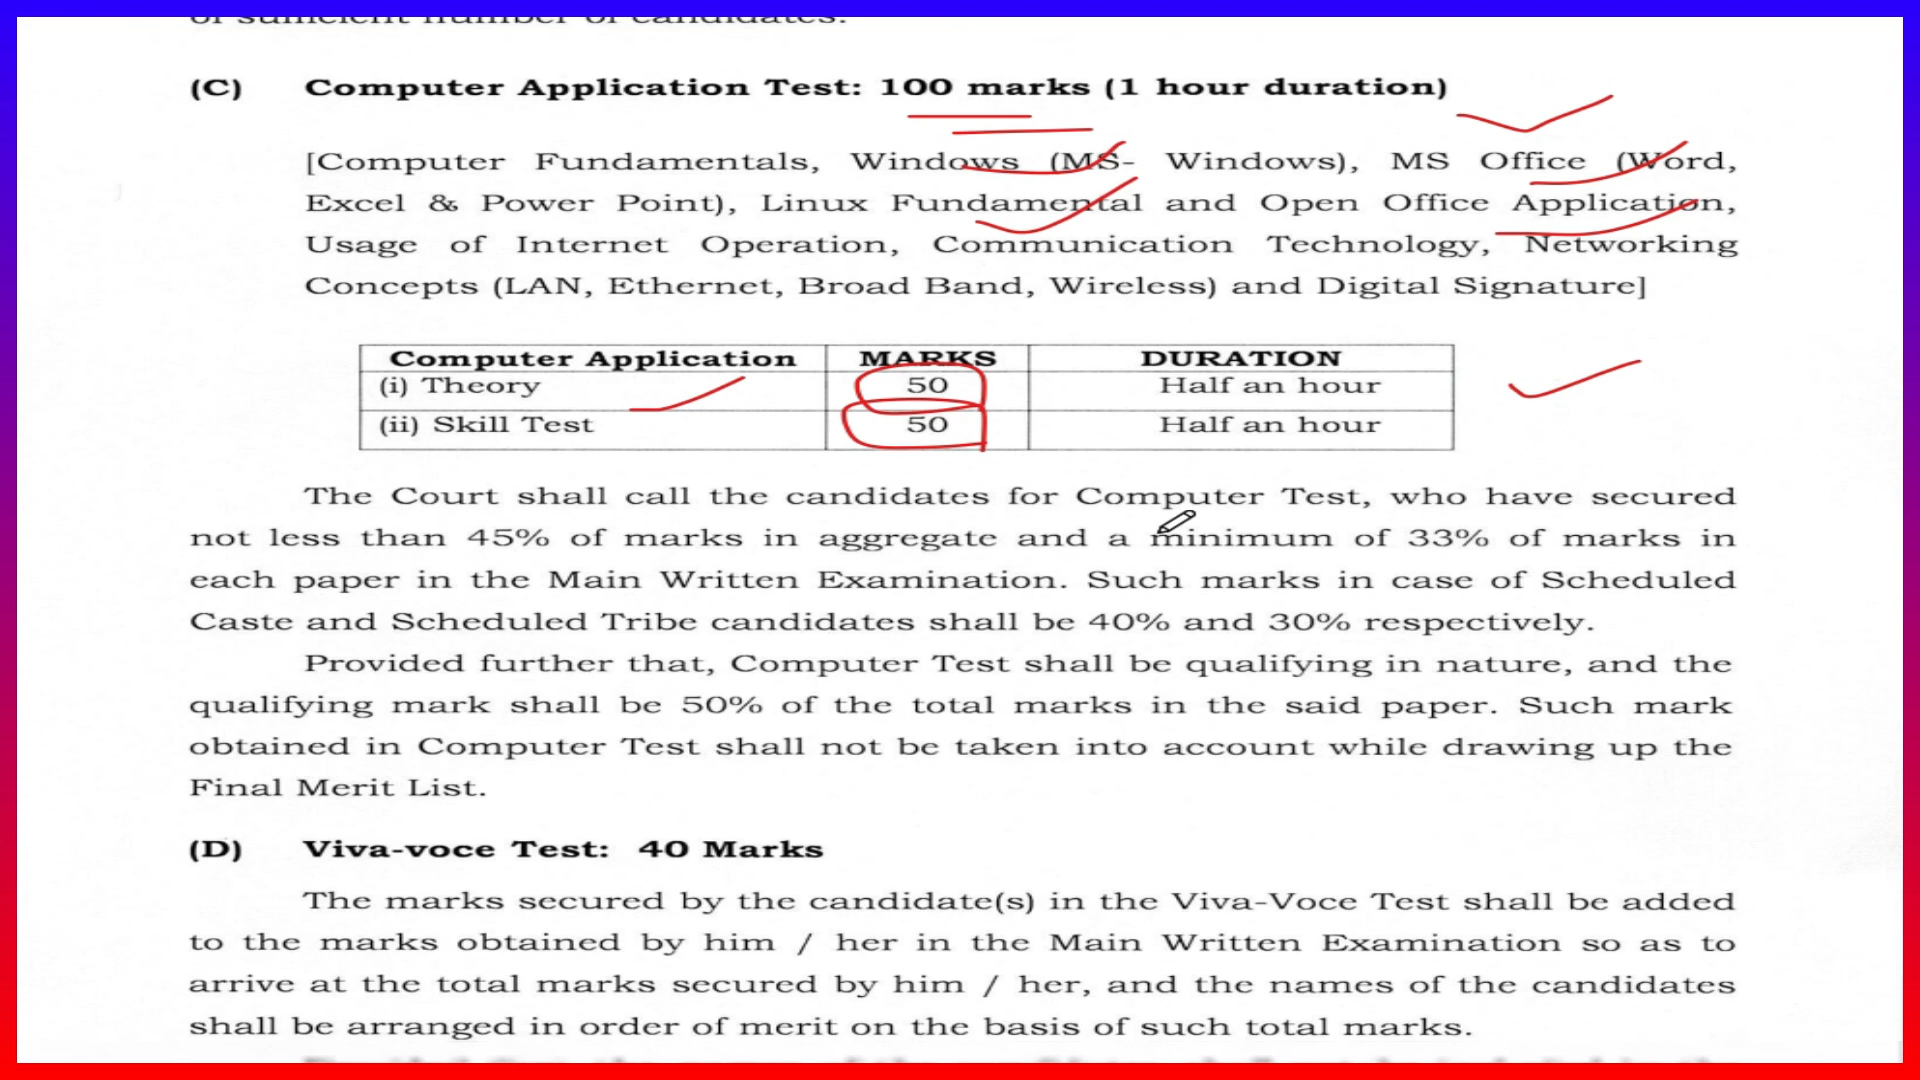 of sufficient number of candidates.
(C) Computer Application Test: 100 marks (1 hour duration)
[Computer Fundamentals, Windows (MS- Windows), MS Office (Word,
Excel & Power Point), Linux Fundamental and Open Office Application,
Usage of Internet Operation, Communication Technology, Networking
Concepts (LAN, Ethernet, Broad Band, Wireless) and Digital Signature]
Computer Application MARKS DURATION
(i) Theory 50 Half an hour
(ii) Skill Test 50 Half an hour
The Court shall call the candidates for Computer Test, who have secured
not less than 45% of marks in aggregate and a minimum of 33% of marks in
each paper in the Main Written Examination. Such marks in case of Scheduled
Caste and Scheduled Tribe candidates shall be 40% and 30% respectively.
Provided further that, Computer Test shall be qualifying in nature, and the
qualifying mark shall be 50% of the total marks in the said paper. Such mark
obtained in Computer Test shall not be taken into account while drawing up the
Final Merit List.
(D) Viva-voce Test: 40 Marks
The marks secured by the candidate(s) in the Viva-Voce Test shall be added
to the marks obtained by him / her in the Main Written Examination so as to
arrive at the total marks secured by him / her, and the names of the candidates
shall be arranged in order of merit on the basis of such total marks.